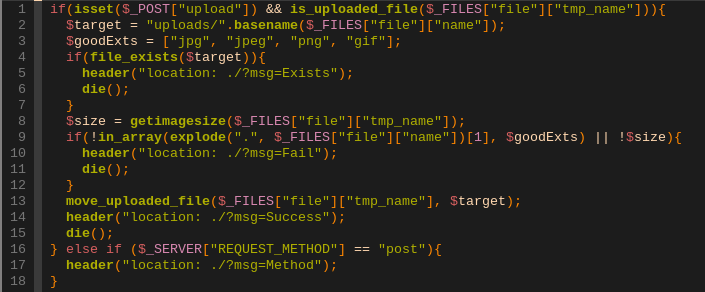 1 if(isset($_POST["upload"]) && is_uploaded_file($_FILES["file"]["tmp_name"])){
2 $target = "uploads/".basename($_FILES["file"]["name"]);
3 $goodExts = ["jpg", "jpeg", "png", "gif"];
4 if(file_exists($target)){
5 header("location: ./?msg=Exists");
6 die();
7 }
8 $size = getimagesize($_FILES["file"]["tmp_name"]);
9 if(!in_array(explode(".", $_FILES["file"]["name"])[1], $goodExts) || !$size){
10 header("location: ./?msg=Fail");
11 die();
12 }
13 move_uploaded_file($_FILES["file"]["tmp_name"], $target);
14 header("location: ./?msg=Success");
15 die();
16 } else if ($_SERVER["REQUEST_METHOD"] == "post"){
17 header("location: ./?msg=Method");
18 }